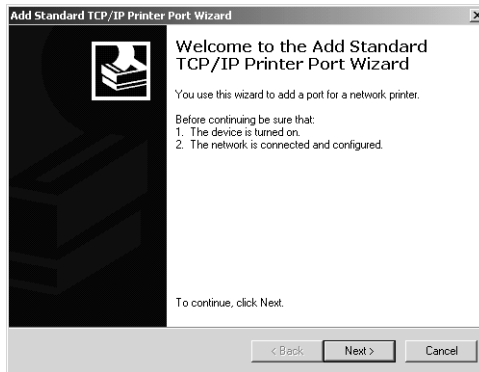 Add Standard TCP/IP Printer Port Wizard
Welcome to the Add Standard
TCP/IP Printer Port Wizard
You use this wizard to add a port for a network printer.
Before continuing be sure that:
1. The device is turned on.
2. The network is connected and configured.
To continue, click Next.
< Back Next > Cancel